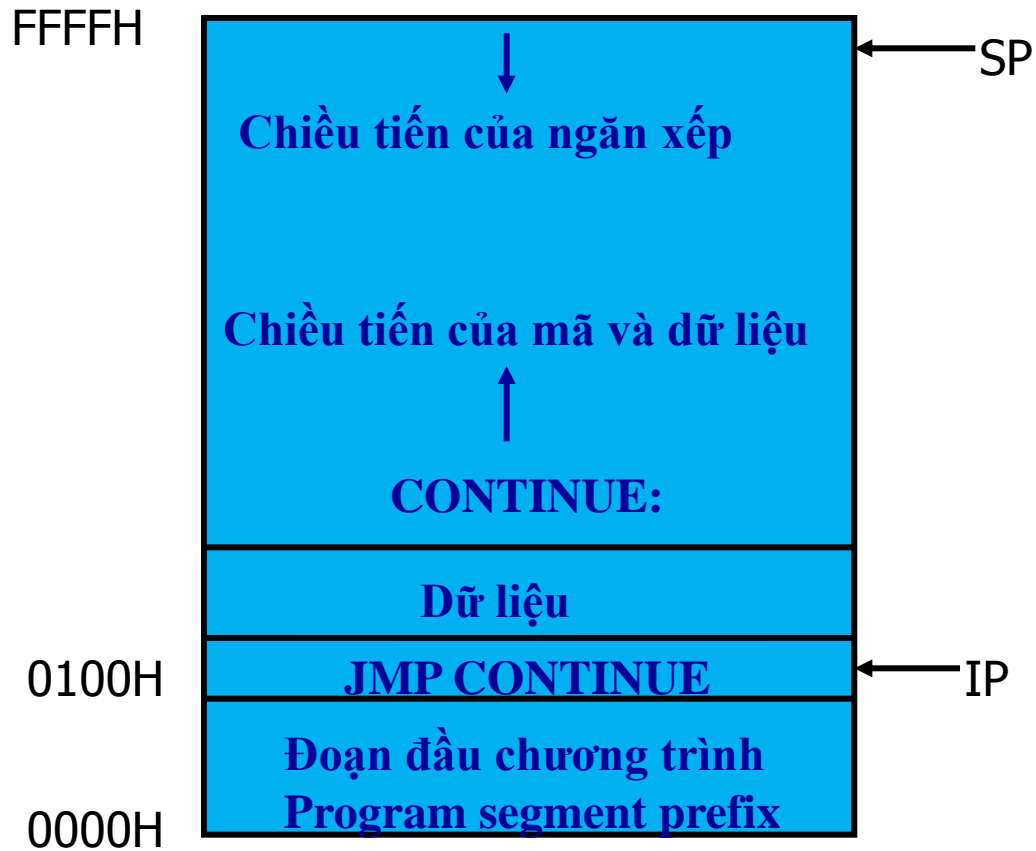 FFFFH
SP
Chiều tiến của ngăn xếp
Chiều tiến của mã và dữ liệu
CONTINUE:
Dữ liệu
0100H
JMP CONTINUE
IP
Đoạn đầu chương trình
Program segment prefix
0000H